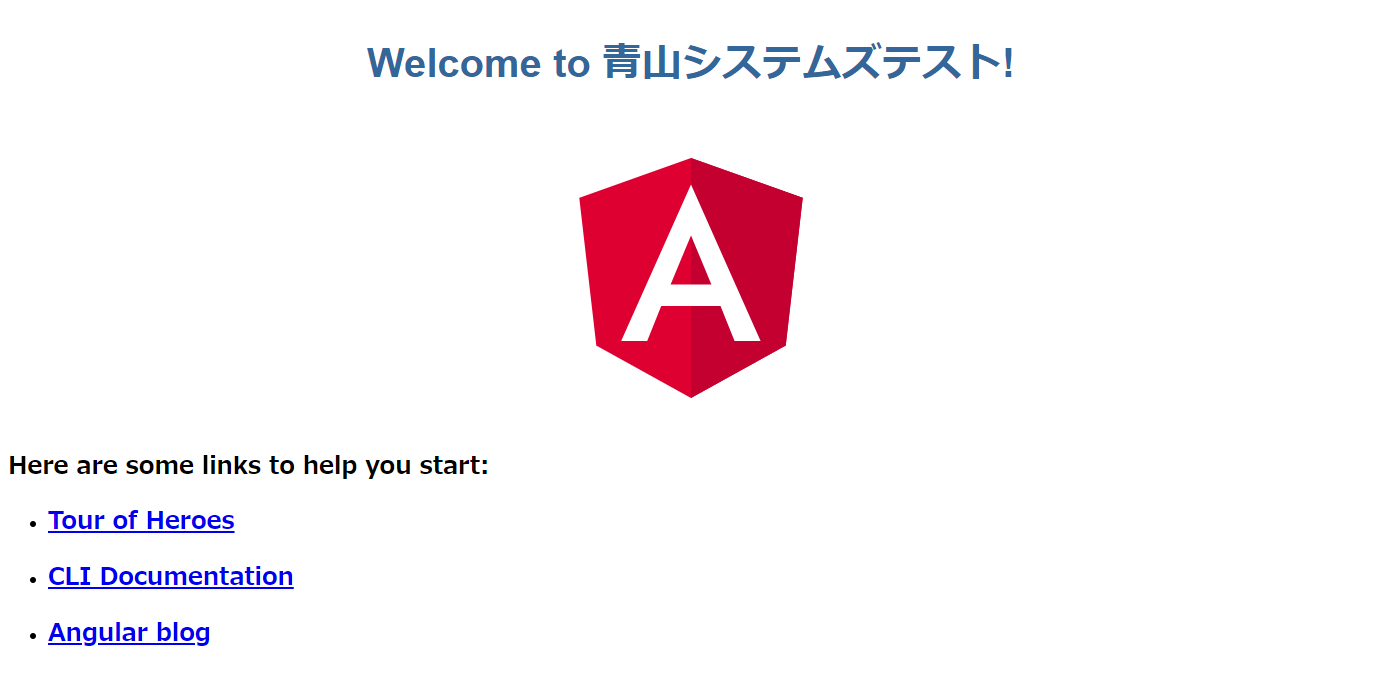 Welcome to 青山システムズテスト!
A
Here are some links to help you start:
Tour of Heroes
CLI Documentation
Angular blog